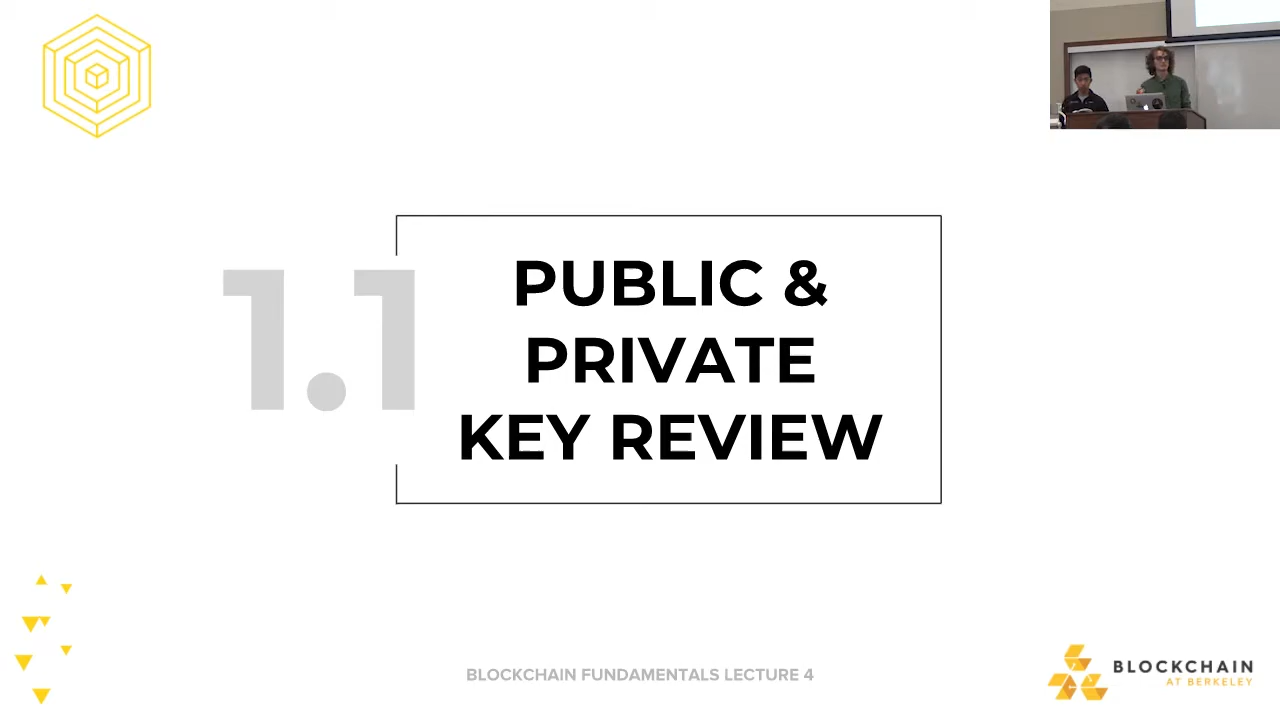 1.1
PUBLIC &
PRIVATE
KEY REVIEW
BLOCKCHAIN FUNDAMENTALS LECTURE 4
BLOCKCHAIN
AT BERKELEY